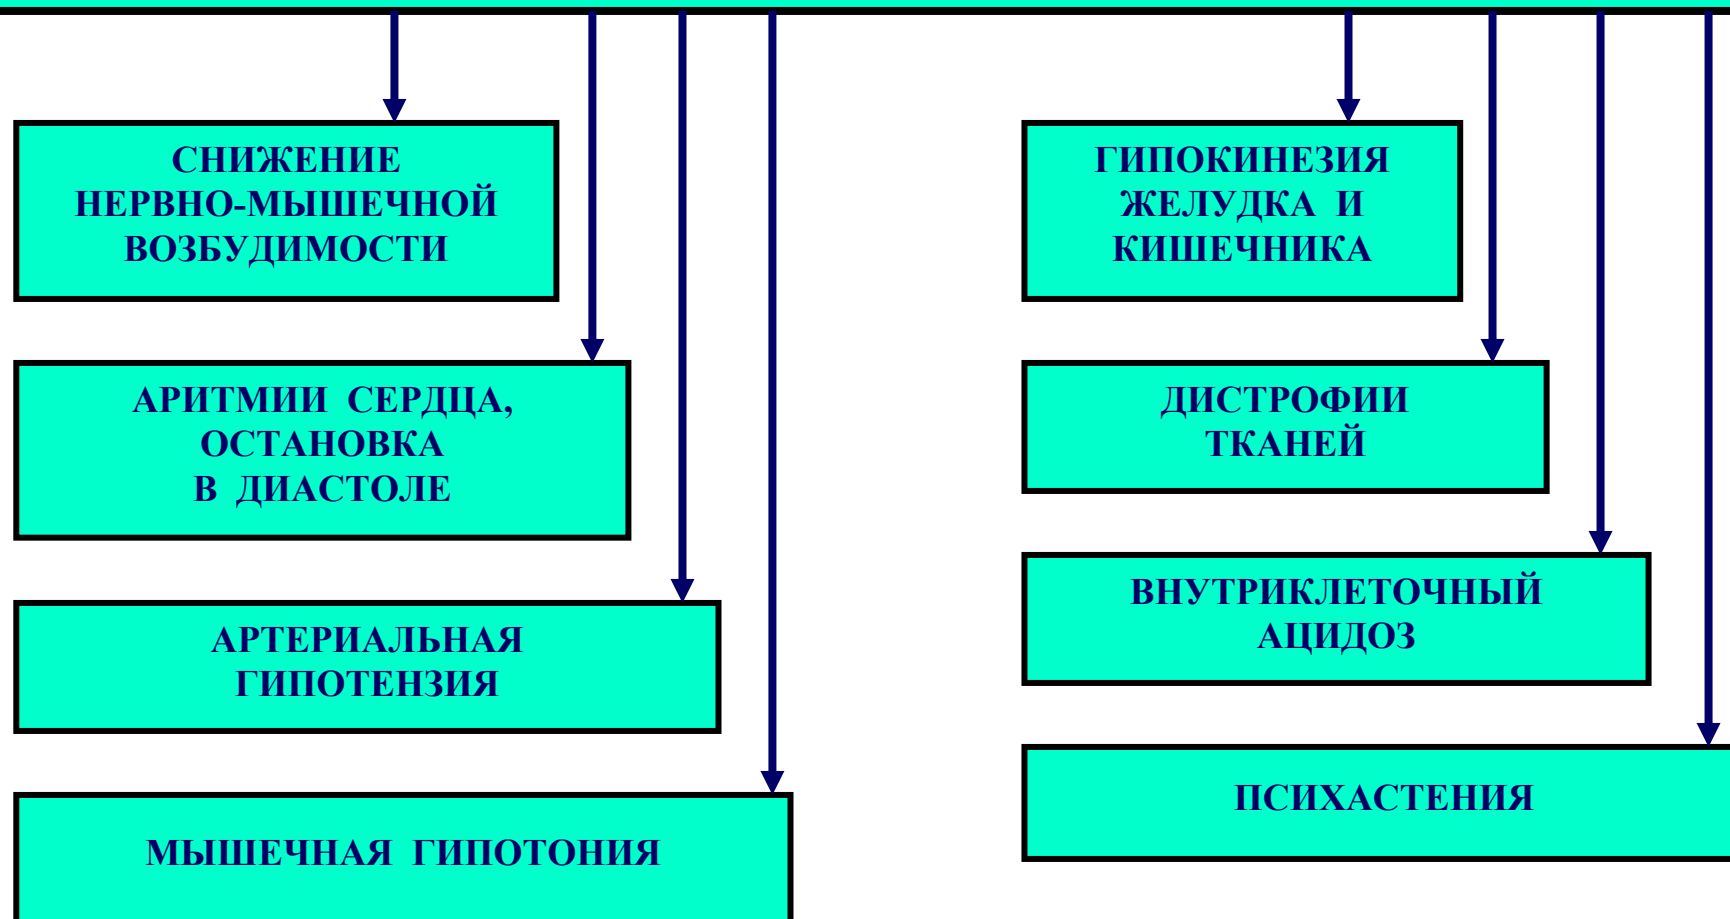 СНИЖЕНИЕ
НЕРВНО-МЫШЕЧНОЙ
ВОЗБУДИМОСТИ
АРИТМИИ СЕРДЦА,
ОСТАНОВКА
В ДИАСТОЛЕ
АРТЕРИАЛЬНАЯ
ГИПОТЕНЗИЯ
МЫШЕЧНАЯ ГИПОТОНИЯ
ГИПОКИНЕЗИЯ
ЖЕЛУДКА И
КИШЕЧНИКА
ДИСТРОФИИ
ТКАНЕЙ
ВНУТРИКЛЕТОЧНЫЙ
АЦИДОЗ
ПСИХАСТЕНИЯ